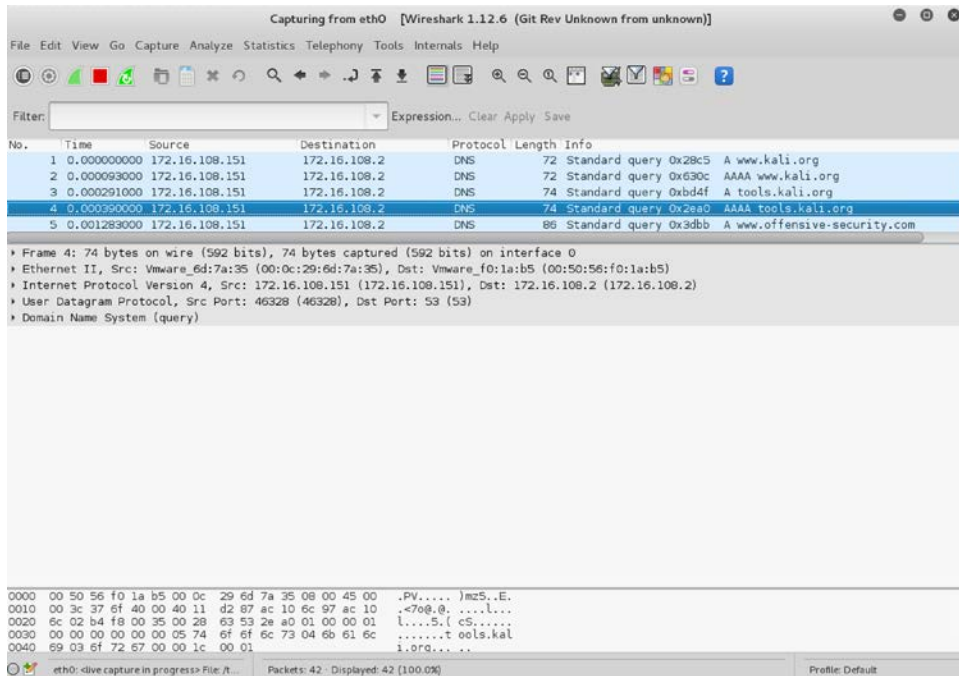 Capturing from eth0 [Wireshark 1.12.6 (Git Rev Unknown from unknown)]
File Edit View Go Capture Analyze Statistics Telephony Tools Internals Help
Filter: Expression... Clear Apply Save
No. Time Source Destination Protocol Length Info
1 0.000000000 172.16.108.151 172.16.108.2 DNS 72 Standard query 0x28c5 A www.kali.org
2 0.000093000 172.16.108.151 172.16.108.2 DNS 72 Standard query 0x630c AAAA www.kali.org
3 0.000291000 172.16.108.151 172.16.108.2 DNS 74 Standard query 0xbd4f A tools.kali.org
4 0.000390000 172.16.108.151 172.16.108.2 DNS 74 Standard query 0x2ea0 AAAA tools.kali.org
5 0.001283000 172.16.108.151 172.16.108.2 DNS 86 Standard query 0x3dbb A www.offensive-security.com
Frame 4: 74 bytes on wire (592 bits), 74 bytes captured (592 bits) on interface 0
Ethernet II, Src: Vmware_6d:7a:35 (00:0c:29:6d:7a:35), Dst: Vmware_f0:1a:b5 (00:50:56:f0:1a:b5)
Internet Protocol Version 4, Src: 172.16.108.151 (172.16.108.151), Dst: 172.16.108.2 (172.16.108.2)
User Datagram Protocol, Src Port: 46328 (46328), Dst Port: 53 (53)
Domain Name System (query)
0000 00 50 56 f0 1a b5 00 0c 29 6d 7a 35 08 00 45 00 .PV..... )mz5..E.
0010 00 3c 37 6f 40 00 40 11 d2 87 ac 10 6c 97 ac 10 .<7o@.@. ....l...
0020 6c 02 b4 f8 00 35 00 28 63 53 2e a0 01 00 00 01 l....5.( cS......
0030 00 00 00 00 00 00 05 74 6f 6f 6c 73 04 6b 61 6c .......t ools.kal
0040 69 03 6f 72 67 00 00 1c 00 01 i.org... ..
eth0: <live capture in progress> File: /t... Packets: 42 · Displayed: 42 (100.0%) Profile: Default